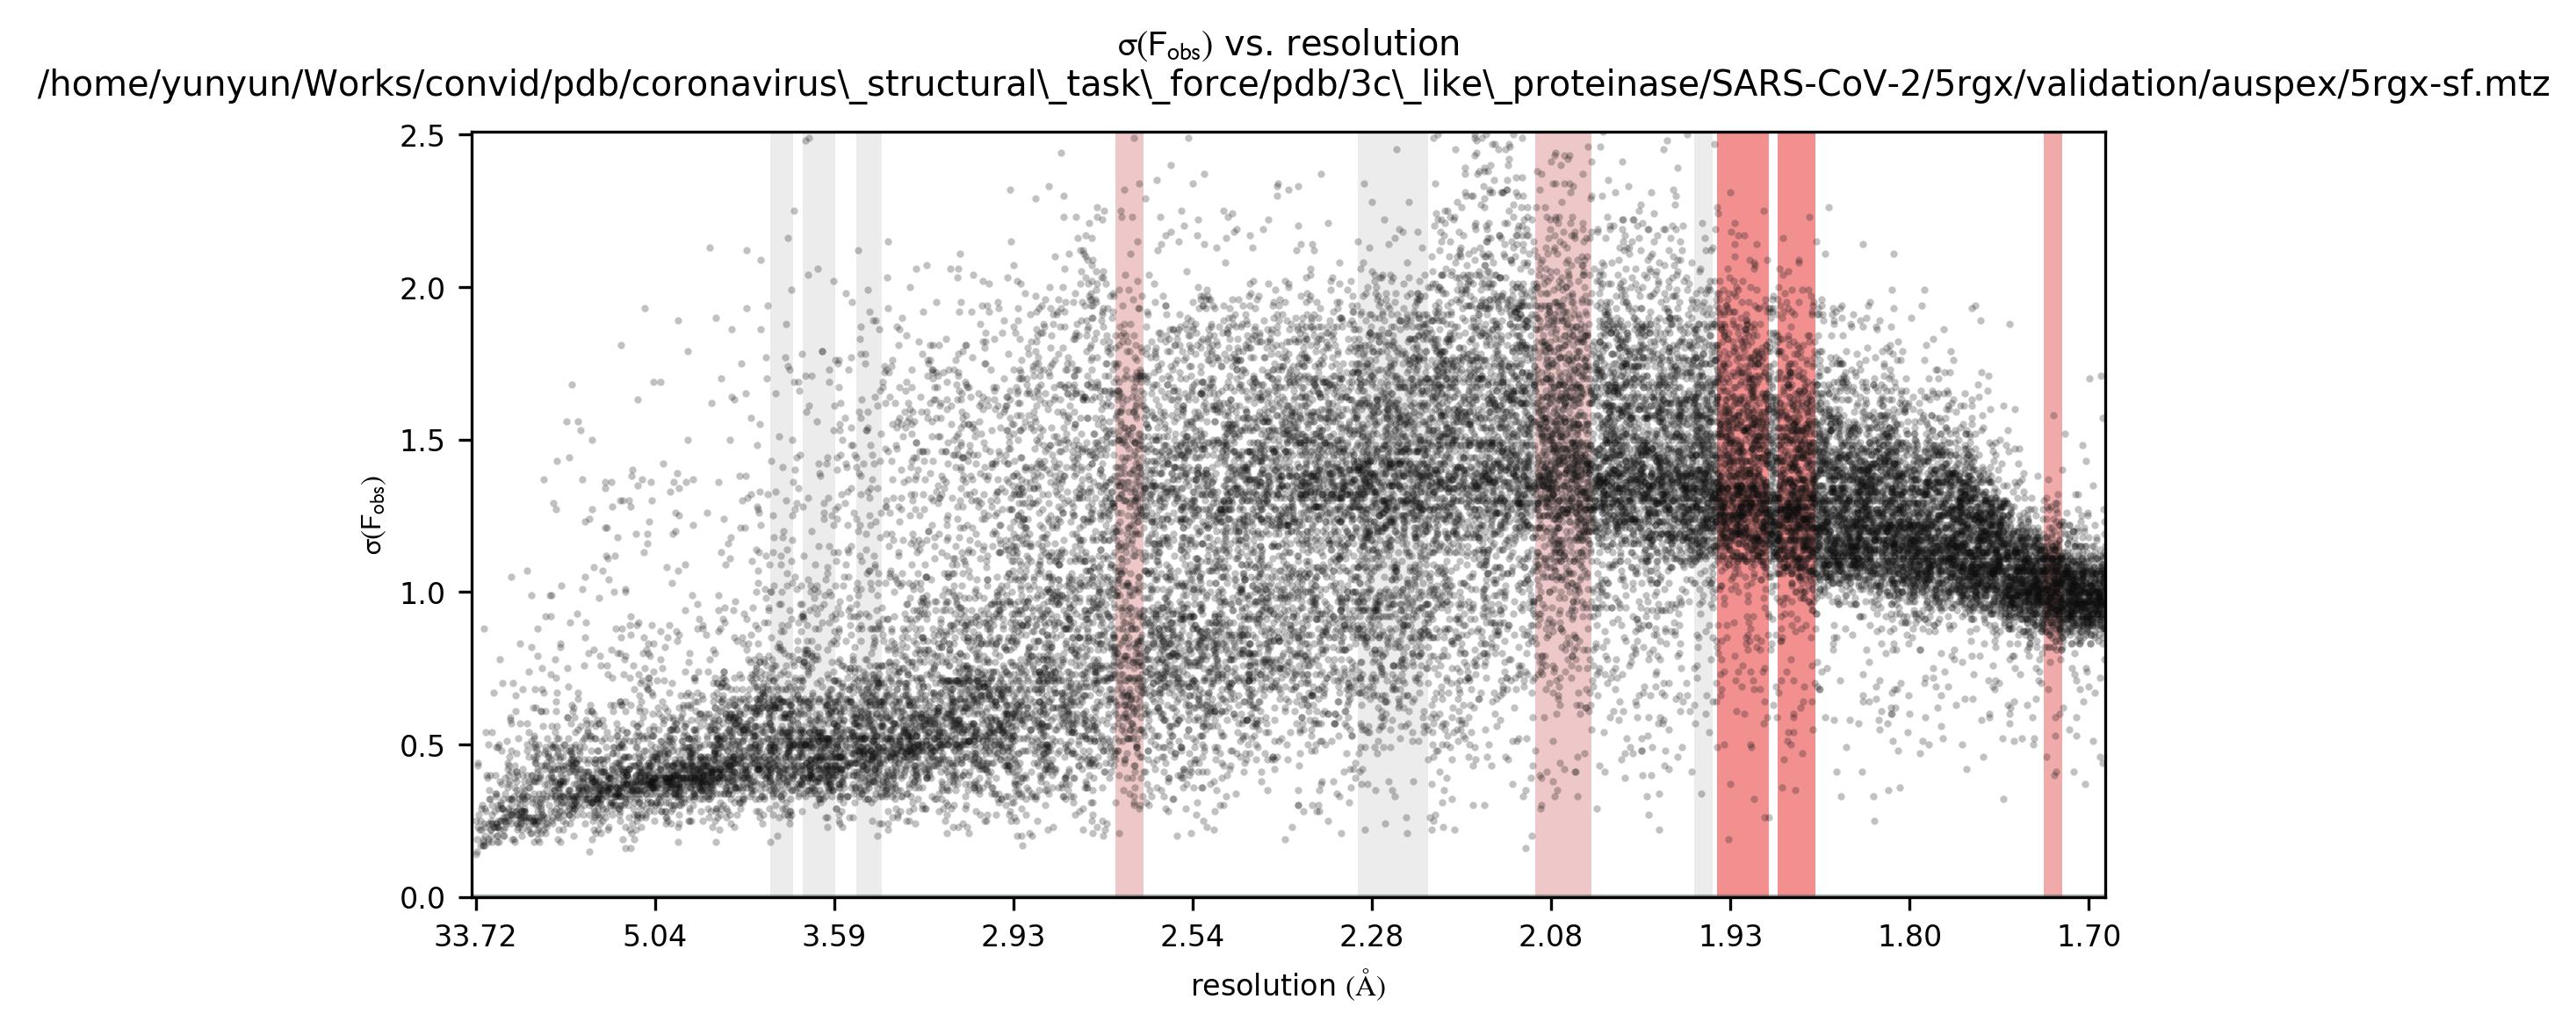 σ(Fobs) vs. resolution
/home/yunyun/Works/convid/pdb/coronavirus\_structural\_task\_force/pdb/3c\_like\_proteinase/SARS-CoV-2/5rgx/validation/auspex/5rgx-sf.mtz
2.5
2.0
1.5
1.0
0.5
0.0
σ(Fobs)
33.72 5.04 3.59 2.93 2.54 2.28 2.08 1.93 1.80 1.70
resolution (Å)